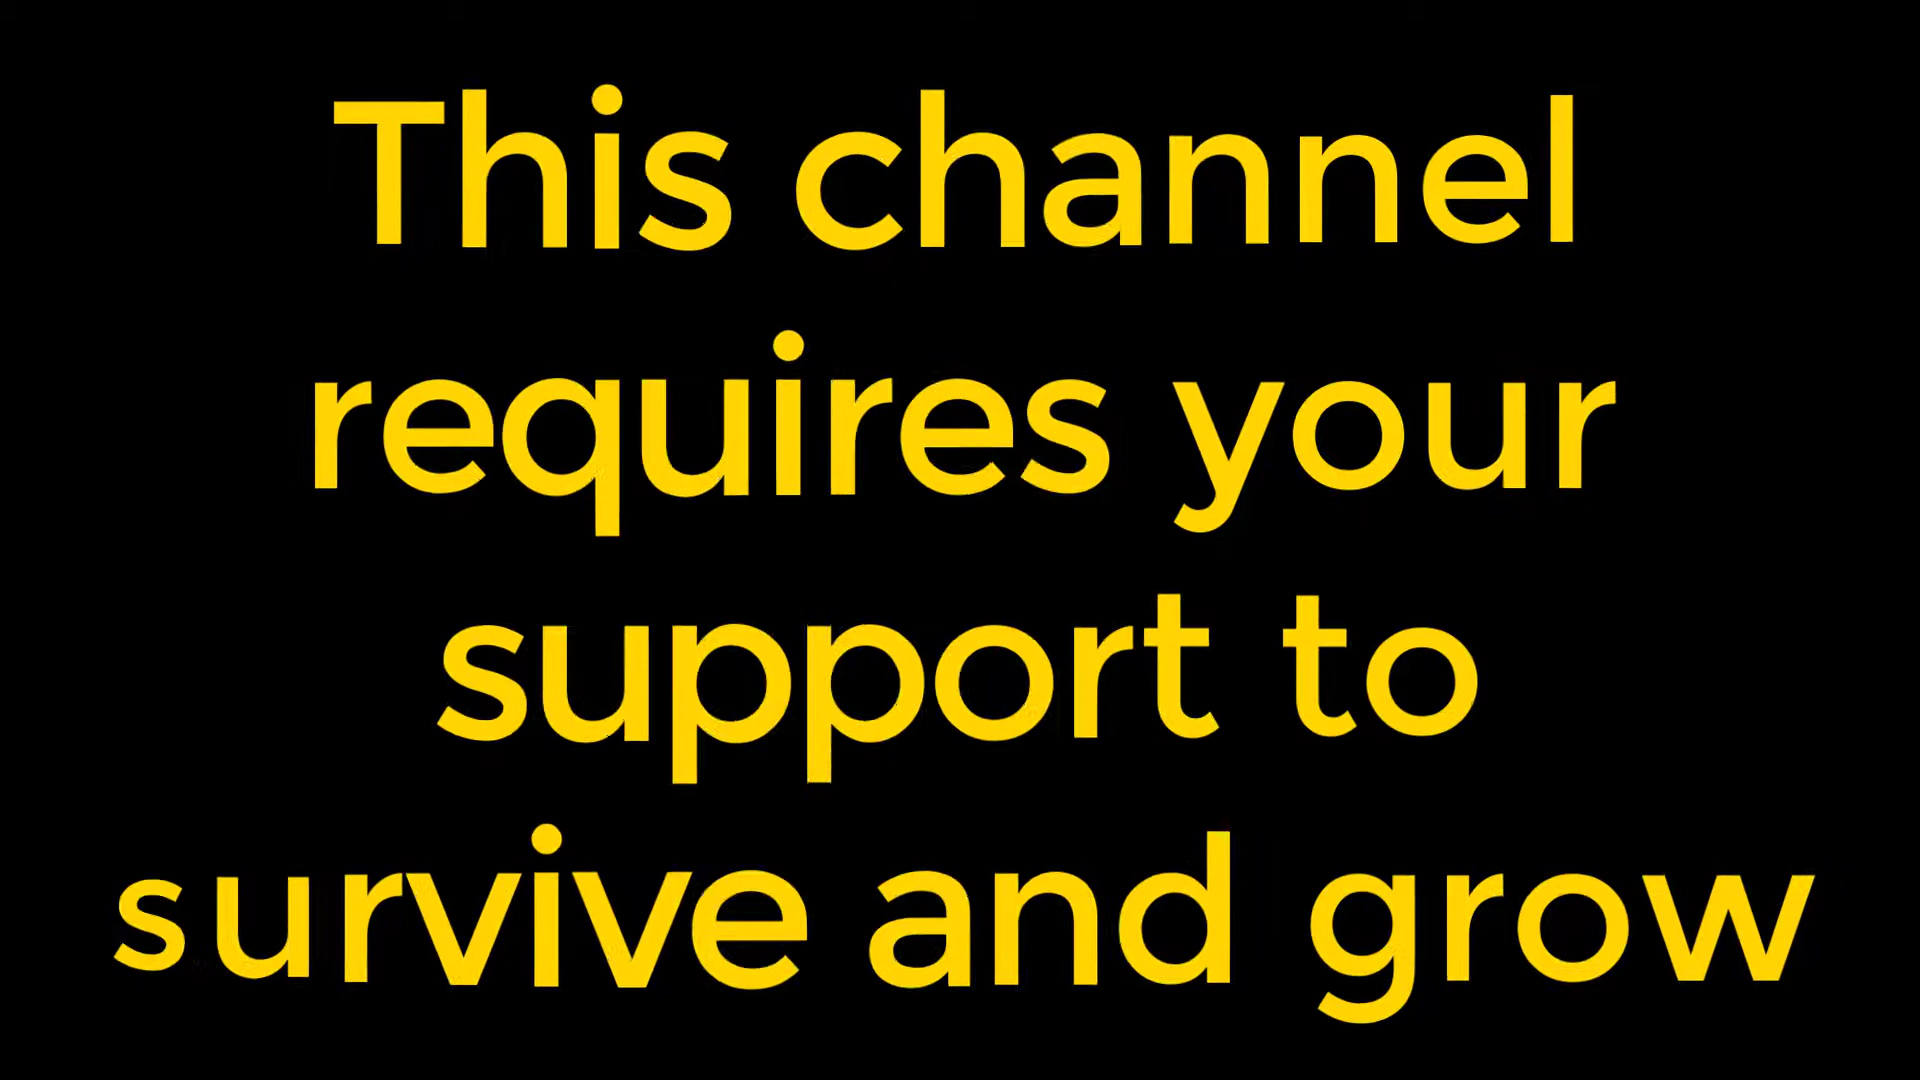 This channel
requires your
support to
survive and grow